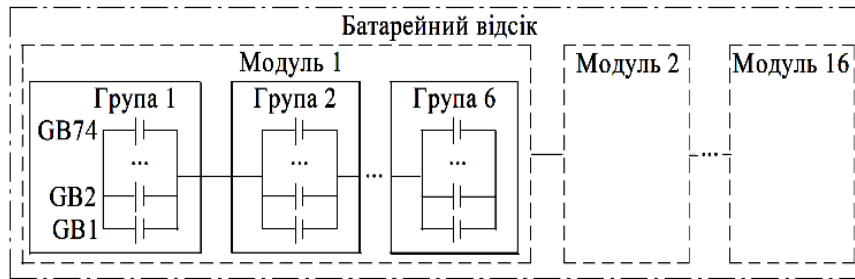 Батарейний відсік
Модуль 1
Модуль 2
Модуль 16
Група 1
Група 2
Група 6
GB74
...
...
...
...
...
GB2
GB1